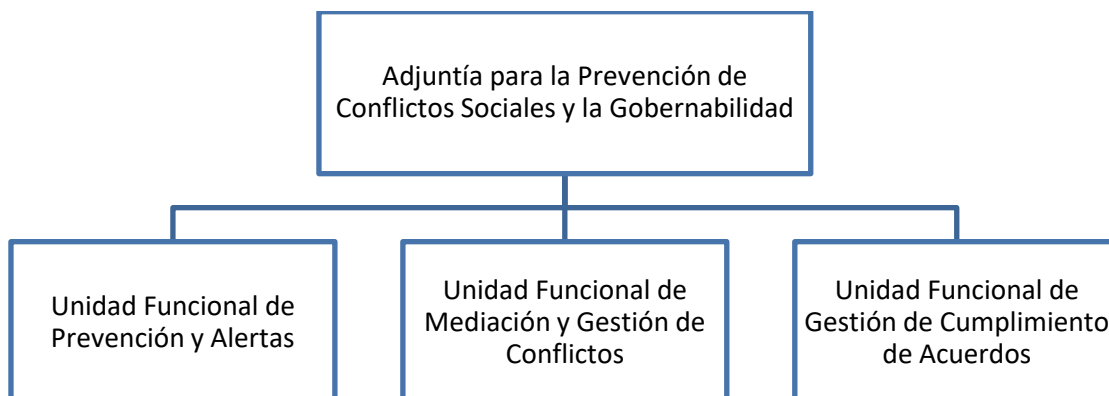 Adjuntía para la Prevención de
Conflictos Sociales y la Gobernabilidad
Unidad Funcional de
Prevención y Alertas
Unidad Funcional de
Mediación y Gestión de
Conflictos
Unidad Funcional de
Gestión de Cumplimiento
de Acuerdos